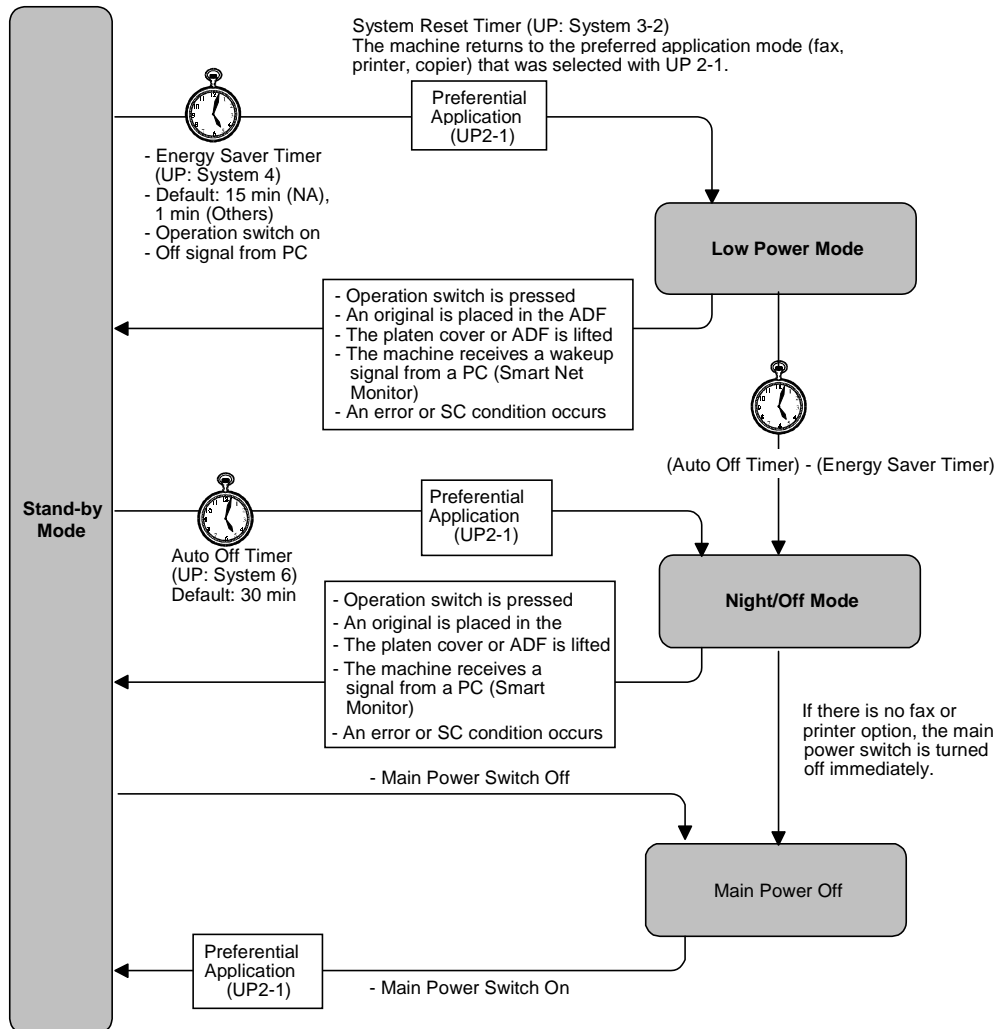 System Reset Timer (UP: System 3-2)
The machine returns to the preferred application mode (fax,
printer, copier) that was selected with UP 2-1.
Preferential
Application
(UP2-1)
- Energy Saver Timer
(UP: System 4)
- Default: 15 min (NA),
1 min (Others)
- Operation switch on
- Off signal from PC
Low Power Mode
- Operation switch is pressed
- An original is placed in the ADF
- The platen cover or ADF is lifted
- The machine receives a wakeup
signal from a PC (Smart Net
Monitor)
- An error or SC condition occurs
(Auto Off Timer) - (Energy Saver Timer)
Stand-by
Mode
Preferential
Application
(UP2-1)
Auto Off Timer
(UP: System 6)
Default: 30 min
Night/Off Mode
- Operation switch is pressed
- An original is placed in the
- The platen cover or ADF is lifted
- The machine receives a
signal from a PC (Smart
Monitor)
- An error or SC condition occurs
If there is no fax or
printer option, the main
power switch is turned
off immediately.
- Main Power Switch Off
Main Power Off
Preferential
Application
(UP2-1)
- Main Power Switch On